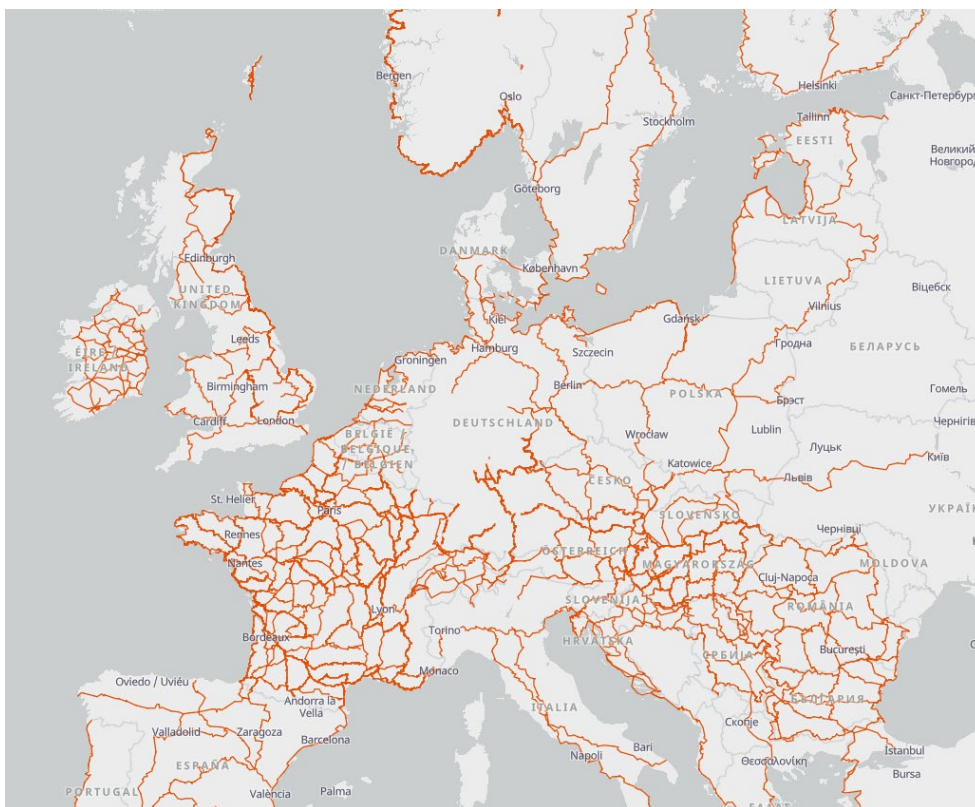 Bergen
Oslo
Helsinki
Санкт-Петербург
Stockholm
Tallinn
EESTI
Великий
Новгород
Göteborg
LATVIJA
DANMARK
Edinburgh
København
LIETUVA
UNITED
KINGDOM
Вiцебск
Vilnius
Kiel
Gdańsk
Leeds
Hamburg
Гродна
БЕЛАРУСЬ
ÉIRE /
IRELAND
Groningen
Szczecin
Birmingham
NEDERLAND
Berlin
POLSKA
Гомель
Брэст
Cardiff
London
DEUTSCHLAND
Lublin
Чернігів
BELGIË /
BELGIQUE
/ BELGIEN
Wrocław
Луцьк
Київ
Katowice
Львів
ČESKO
St. Helier
Paris
SLOVENSKO
УКРАЇН
Rennes
Чернівці
ÖSTERREICH
Nantes
MAGYARORSZÁG
MOLDOVA
Cluj-Napoca
SLOVENIJA
Lyon
ROMÂNIA
Torino
Bordeaux
HRVATSKA
București
СРБИЈА
Monaco
Oviedo / Uviéu
Andorra la
Vella
БЪЛГАРИЯ
ITALIA
Скопје
Valladolid
Zaragoza
Barcelona
Bari
İstanbul
Napoli
Θεσσαλονίκη
ESPAÑA
Bursa
PORTUGAL
València
Palma